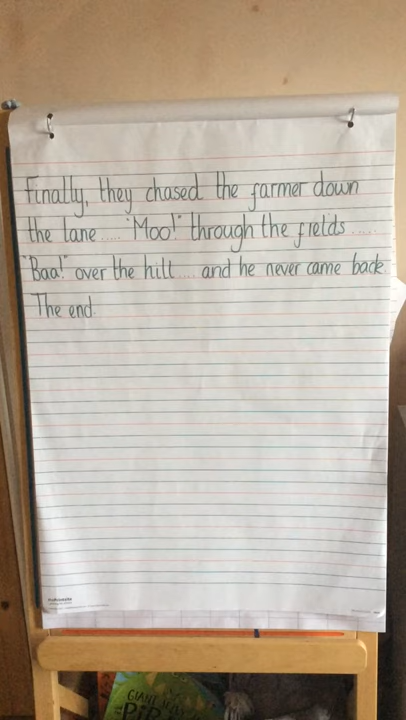 Finally, they chased the farmer down
the lane ..... "Moo!" through the fields .....
"Baa!" over the hill .... and he never came back.
The end.
GIANT